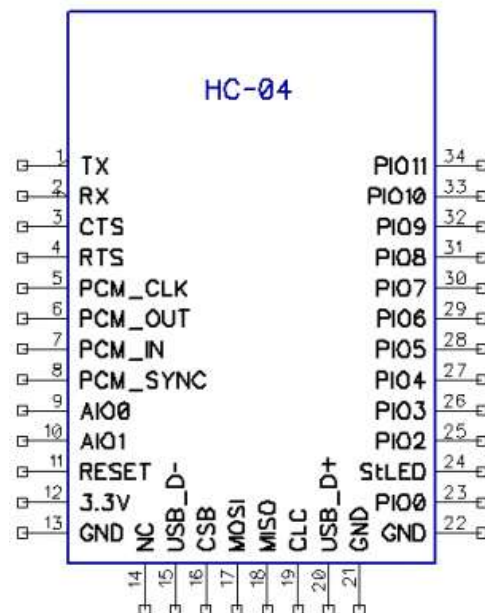 HC-04
1 TX PIO11 34
2 RX PIO10 33
3 CTS PIO9 32
4 RTS PIO8 31
5 PCM_CLK PIO7 30
6 PCM_OUT PIO6 29
7 PCM_IN PIO5 28
8 PCM_SYNC PIO4 27
9 AIO0 PIO3 26
10 AIO1 PIO2 25
11 RESET StLED 24
12 3.3V PIO0 23
13 GND GND 22
NC
USB_D-
CSB
MOSI
MISO
CLC
USB_D+
GND
14
15
16
17
18
19
20
21